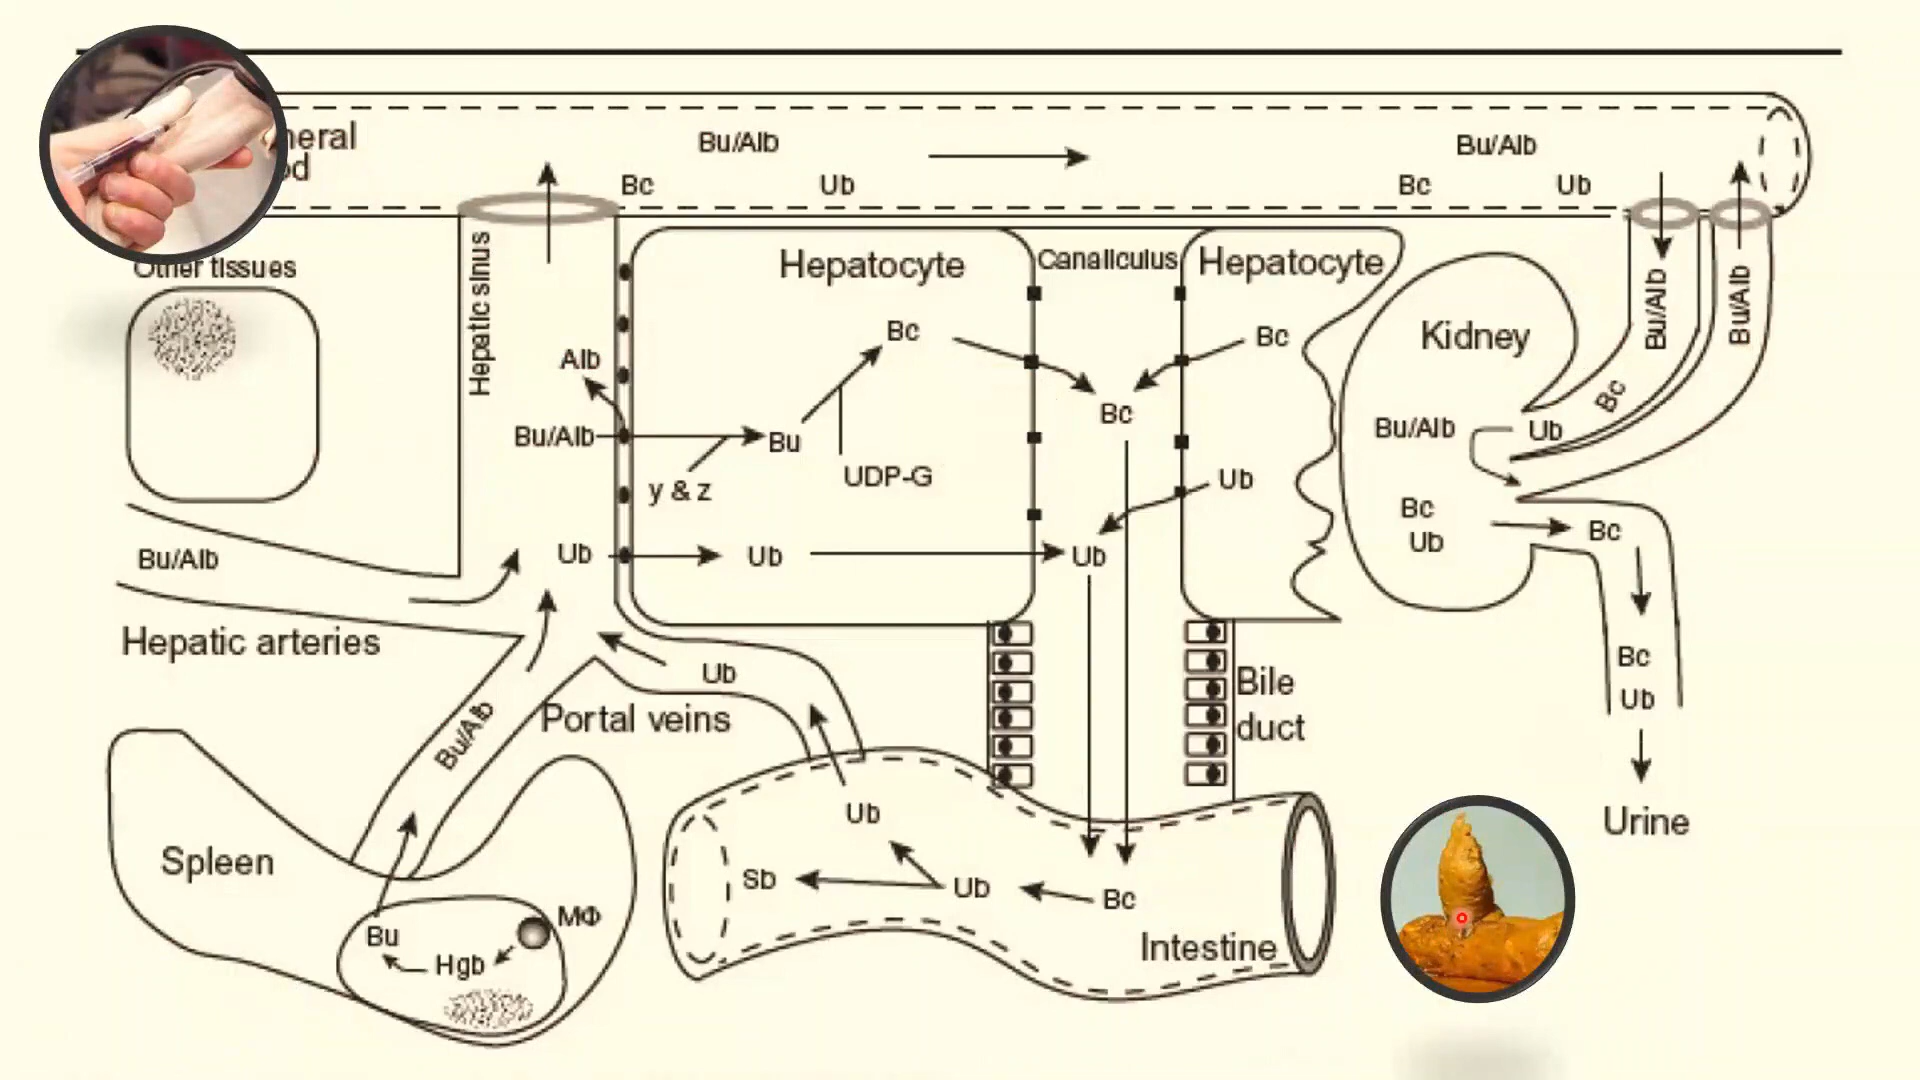 Bu/Alb
Bu/Alb
Bc
Ub
Bc
Ub
Other tissues
Hepatic sinus
Hepatocyte
Canaliculus
Hepatocyte
Bu/Alb
Bu/Alb
Kidney
Bc
Bc
Alb
Bc
Bc
Bu/Alb
Bu
Bu/Alb
Ub
y & z
UDP-G
Ub
Bc
Ub
Bc
Bu/Alb
Ub
Ub
Ub
Hepatic arteries
Ub
Bc
Ub
Bile
duct
Bu/Alb
Portal veins
Ub
Urine
Spleen
Sb
Ub
Bc
MΦ
Bu
Hgb
Intestine